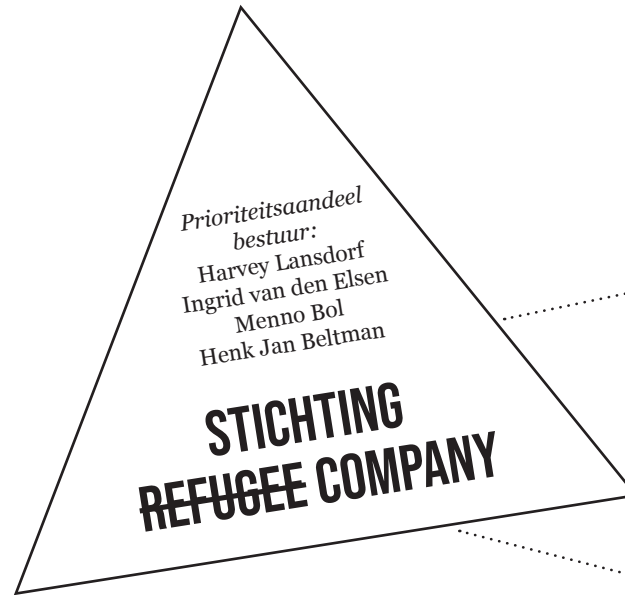 Prioriteitsaandeel
bestuur:
Harvey Lansdorf
Ingrid van den Elsen
Menno Bol
Henk Jan Beltman
STICHTING
REFUGEE COMPANY